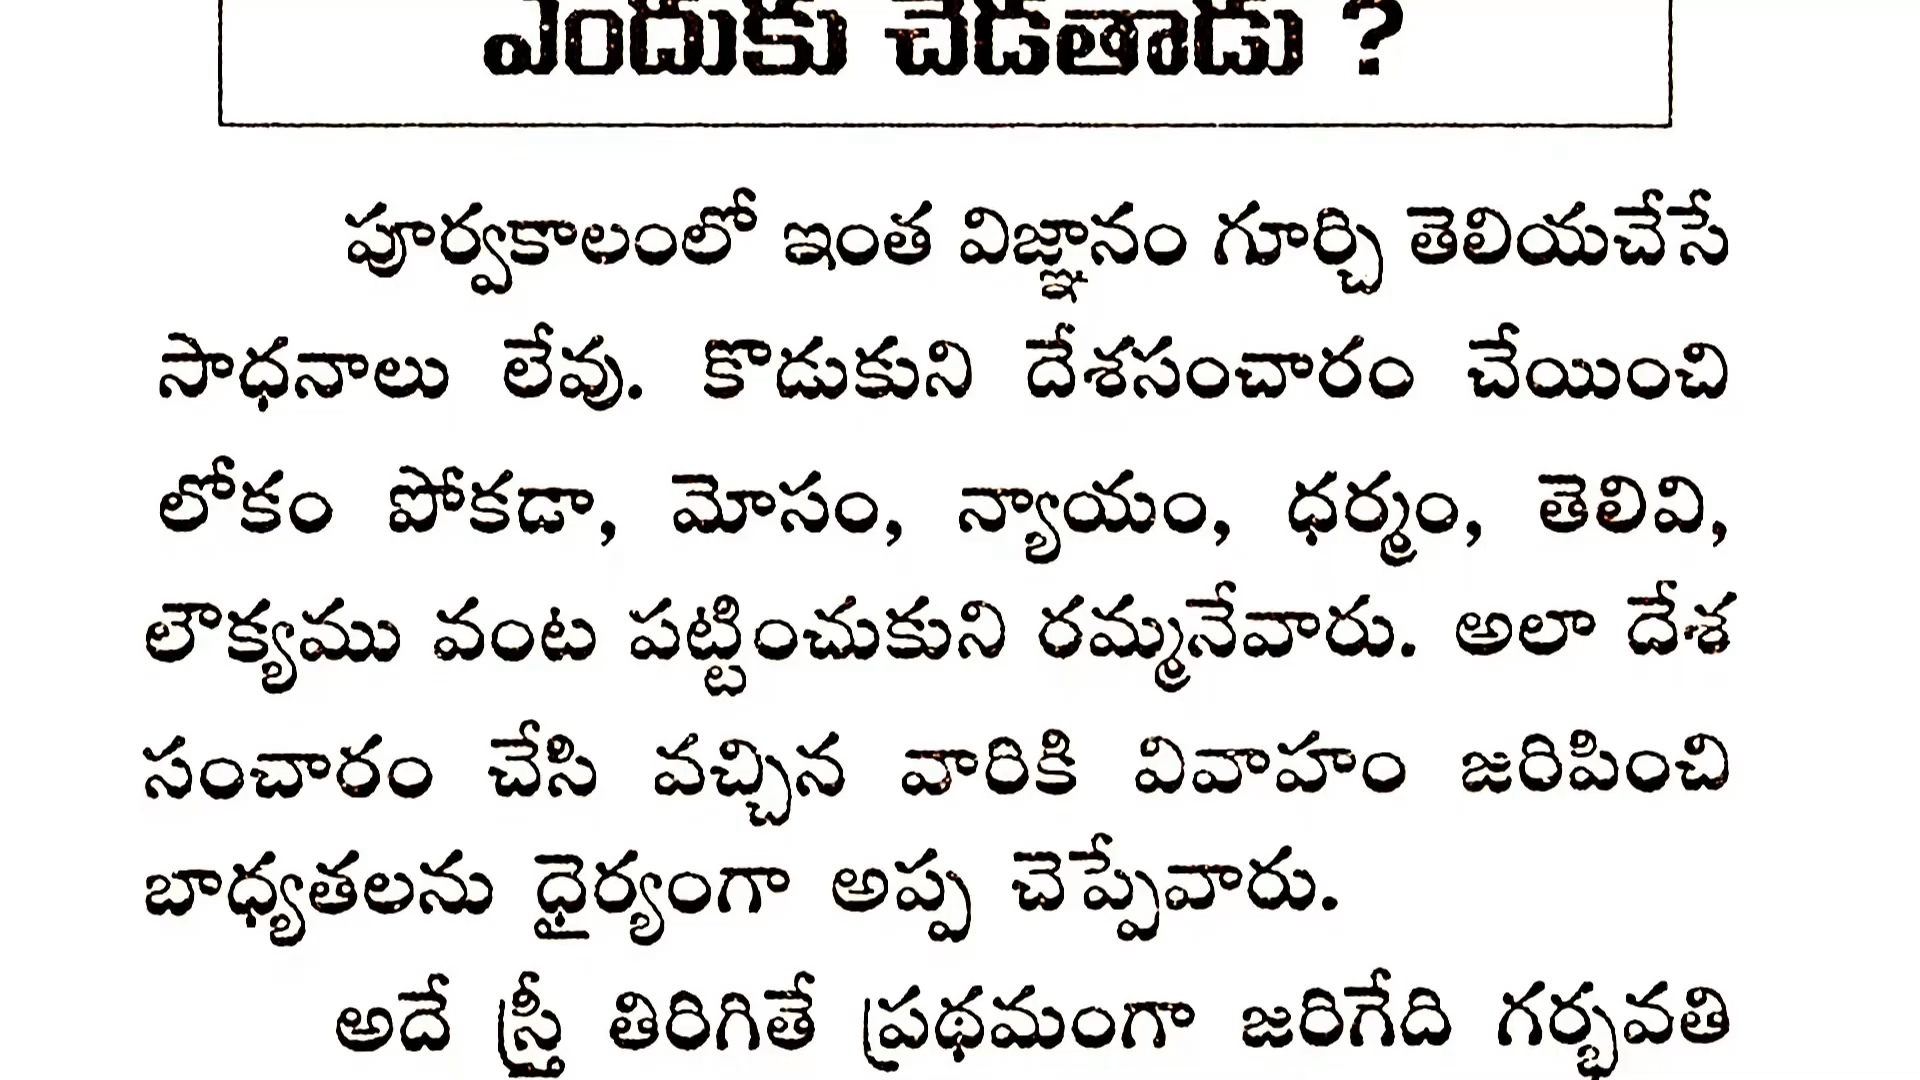 ఎందుకు చెడతాడు ?
పూర్వకాలంలో ఇంత విజ్ఞానం గూర్చి తెలియచేసే
సాధనాలు లేవు. కొడుకుని దేశసంచారం చేయించి
లోకం పోకడా, మోసం, న్యాయం, ధర్మం, తెలివి,
లౌక్యము వంట పట్టించుకుని రమ్మనేవారు. అలా దేశ
సంచారం చేసి వచ్చిన వారికి వివాహం జరిపించి
బాధ్యతలను ధైర్యంగా అప్ప చెప్పేవారు.
అదే స్త్రీ తిరిగితే ప్రథమంగా జరిగేది గర్భవతి